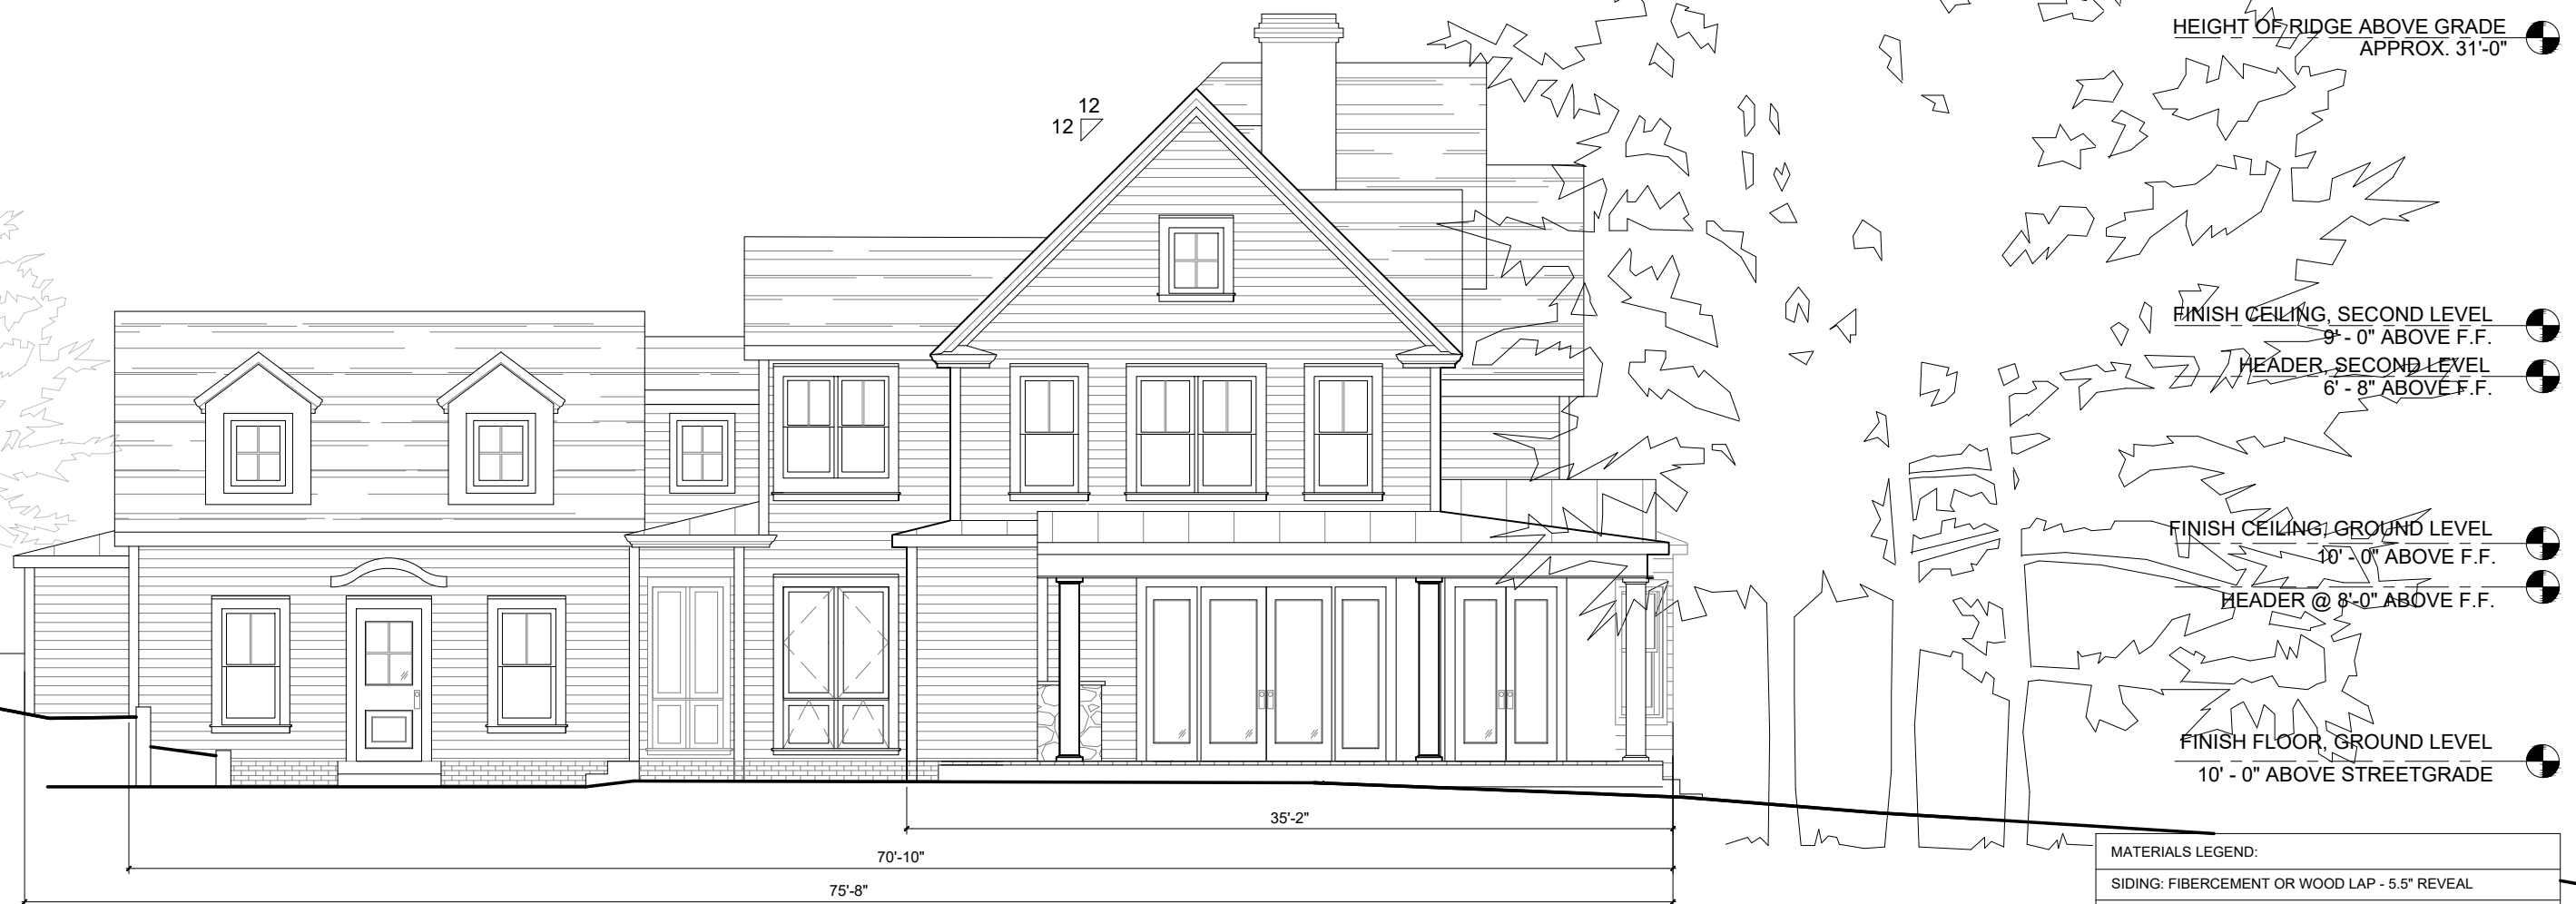 HEIGHT OF RIDGE ABOVE GRADE
APPROX. 31'-0"
12
12
FINISH CEILING, SECOND LEVEL
9' - 0" ABOVE F.F.
HEADER, SECOND LEVEL
6' - 8" ABOVE F.F.
FINISH CEILING, GROUND LEVEL
10' - 0" ABOVE F.F.
HEADER @ 8'-0" ABOVE F.F.
FINISH FLOOR, GROUND LEVEL
10' - 0" ABOVE STREETGRADE
35'-2"
70'-10"
75'-8"
MATERIALS LEGEND:
SIDING: FIBERCEMENT OR WOOD LAP - 5.5" REVEAL